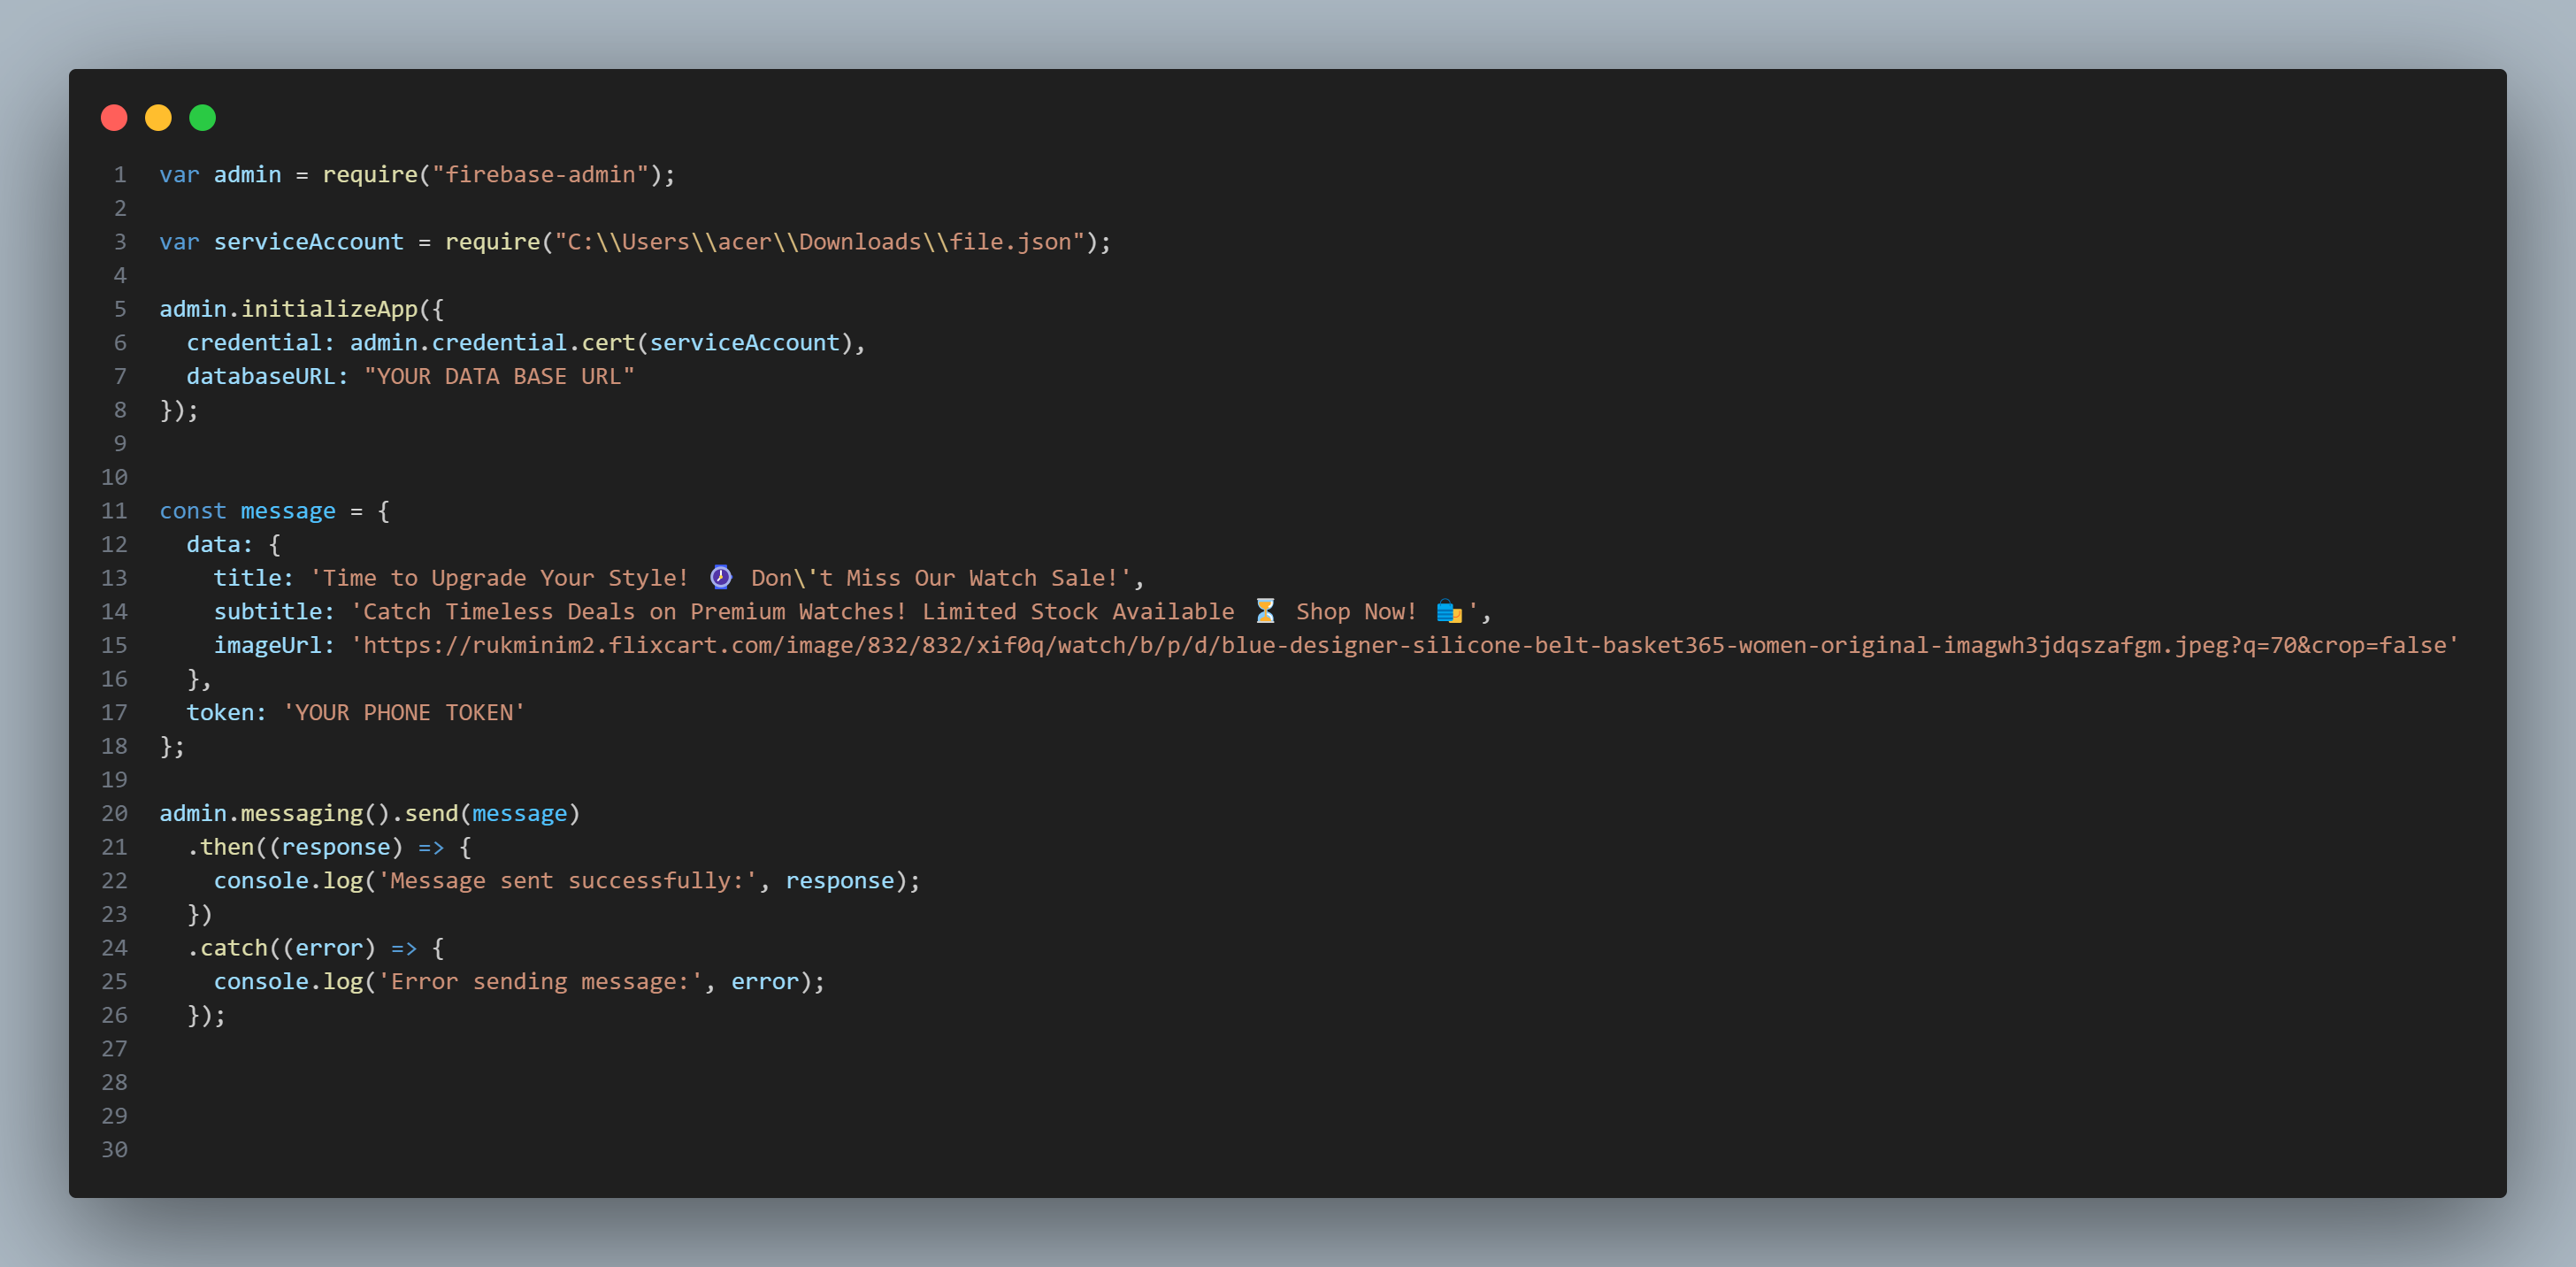 1 var admin = require("firebase-admin");
2
3 var serviceAccount = require("C:\\Users\\acer\\Downloads\\file.json");
4
5 admin.initializeApp({
6   credential: admin.credential.cert(serviceAccount),
7   databaseURL: "YOUR DATA BASE URL"
8 });
9
10
11 const message = {
12   data: {
13     title: 'Time to Upgrade Your Style! ⌚ Don\'t Miss Our Watch Sale!',
14     subtitle: 'Catch Timeless Deals on Premium Watches! Limited Stock Available ⏳ Shop Now! 🛍️',
15     imageUrl: 'https://rukminim2.flixcart.com/image/832/832/xif0q/watch/b/p/d/blue-designer-silicone-belt-basket365-women-original-imagwh3jdqszafgm.jpeg?q=70&crop=false'
16   },
17   token: 'YOUR PHONE TOKEN'
18 };
19
20 admin.messaging().send(message)
21   .then((response) => {
22     console.log('Message sent successfully:', response);
23   })
24   .catch((error) => {
25     console.log('Error sending message:', error);
26   });
27
28
29
30